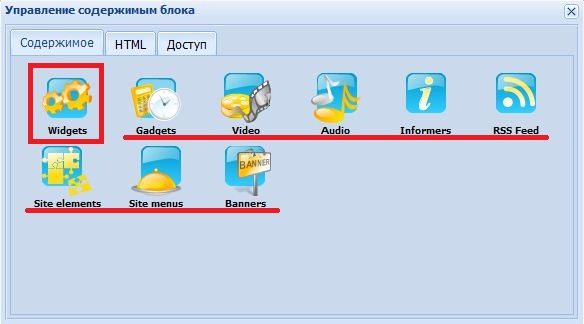 Управление содержимым блока
Содержимое HTML Доступ
Widgets Gadgets Video Audio Informers RSS Feed
BANNER
Site elements Site menus Banners